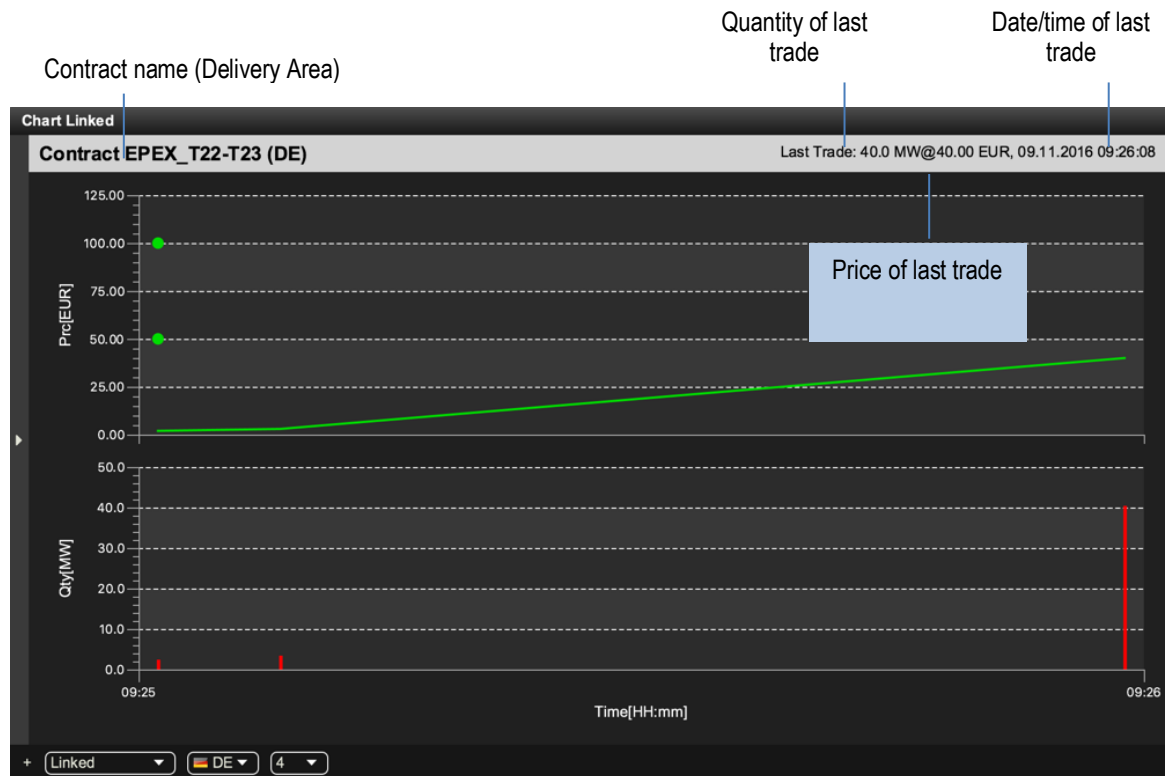 Quantity of last
trade
Date/time of last
trade
Contract name (Delivery Area)
Chart Linked
Contract EPEX_T22-T23 (DE)
Last Trade: 40.0 MW@40.00 EUR, 09.11.2016 09:26:08
Price of last trade
Prc[EUR]
125.00
100.00
75.00
50.00
25.00
0.00
Qty[MW]
50.0
40.0
30.0
20.0
10.0
0.0
09:25
09:26
Time[HH:mm]
+ Linked DE 4